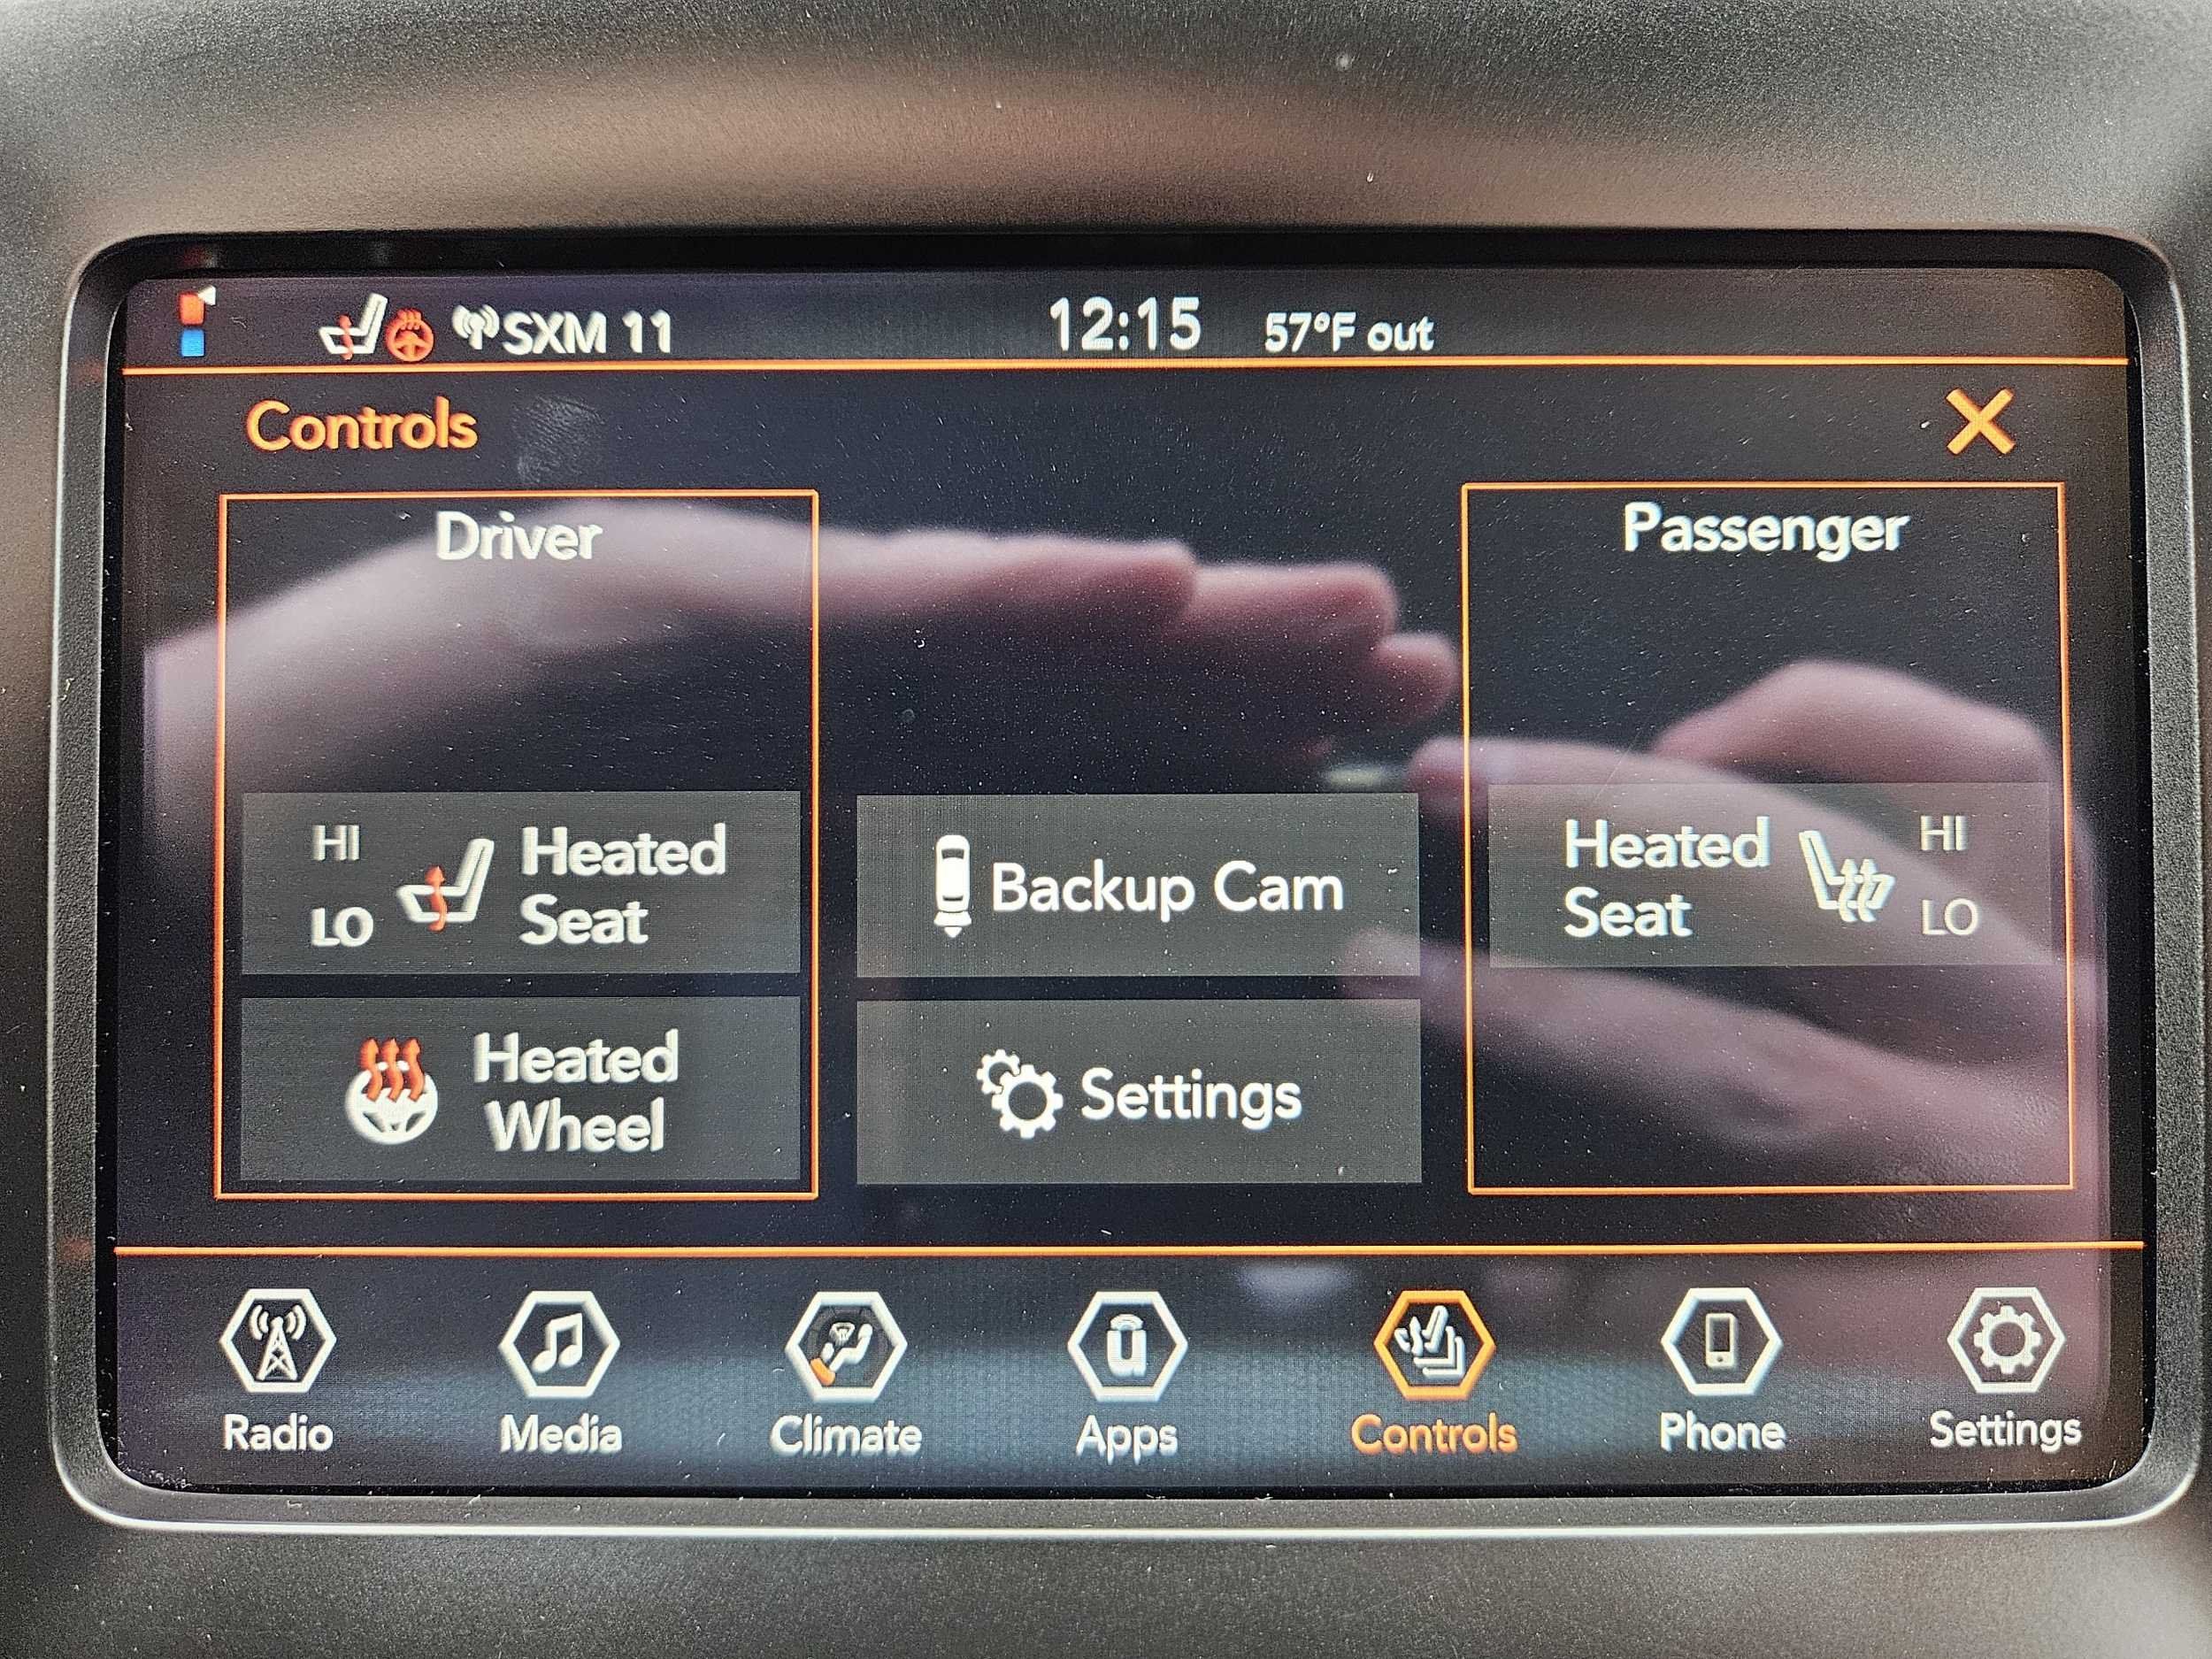 SXM 11 12:15 57°F out
Controls
Driver
Passenger
HI
LO
Heated
Seat
Backup Cam
Heated
Seat
HI
LO
Heated
Wheel
Settings
Radio Media Climate Apps Controls Phone Settings